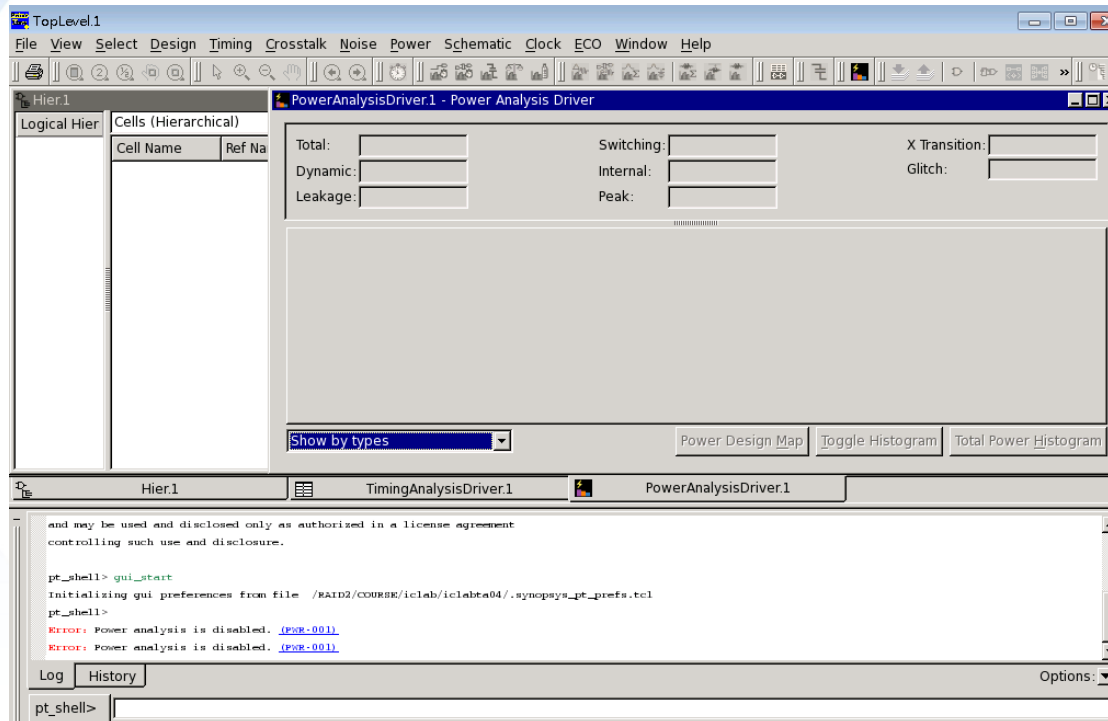 TopLevel.1
File View Select Design Timing Crosstalk Noise Power Schematic Clock ECO Window Help
Hier.1
PowerAnalysisDriver.1 - Power Analysis Driver
Logical Hier
Cells (Hierarchical)
Cell Name Ref Na
Total: Switching: X Transition:
Dynamic: Internal: Glitch:
Leakage: Peak:
Show by types Power Design Map Toggle Histogram Total Power Histogram
Hier.1 TimingAnalysisDriver.1 PowerAnalysisDriver.1
and may be used and disclosed only as authorized in a license agreement
controlling such use and disclosure.
pt_shell> gui_start
Initializing gui preferences from file /RAID2/COURSE/iclab/iclabta04/.synopsys_pt_prefs.tcl
pt_shell>
Error: Power analysis is disabled. (PWR-001)
Error: Power analysis is disabled. (PWR-001)
Log History Options:
pt_shell>